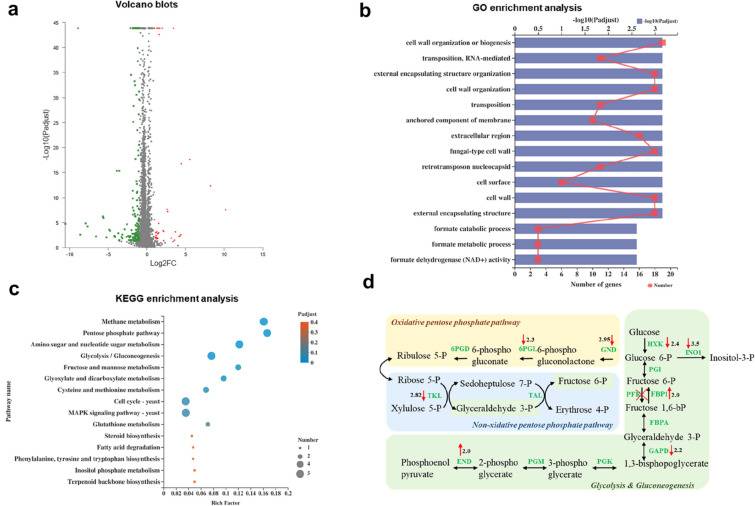 a
Volcano blots
-Log10(Padjust)
45
40
35
30
25
20
15
10
5
0
-10
-5
0
5
10
15
Log2FC
b
GO enrichment analysis
-log10(Padjust)
-log10(Padjust)
0 0.5 1 1.5 2 2.5 3
cell wall organization or biogenesis
transposition, RNA-mediated
external encapsulating structure organization
cell wall organization
transposition
anchored component of membrane
extracellular region
fungal-type cell wall
retrotransposon nucleocapsid
cell surface
cell wall
external encapsulating structure
formate catabolic process
formate metabolic process
formate dehydrogenase (NAD+) activity
0 2 4 6 8 10 12 14 16 18 20
Number of genes
Number
c
KEGG enrichment analysis
Pathway name
Methane metabolism
Pentose phosphate pathway
Amino sugar and nucleotide sugar metabolism
Glycolysis / Gluconeogenesis
Fructose and mannose metabolism
Glyoxylate and dicarboxylate metabolism
Cysteine and methionine metabolism
Cell cycle - yeast
MAPK signaling pathway - yeast
Glutathione metabolism
Steroid biosynthesis
Fatty acid degradation
Phenylalanine, tyrosine and tryptophan biosynthesis
Inositol phosphate metabolism
Terpenoid backbone biosynthesis
0 0.02 0.04 0.06 0.08 0.1 0.12 0.14 0.16 0.18 0.2
Rich Factor
Padjust
0.4
0.3
0.2
0.1
0
Number
1
2
4
5
d
Oxidative pentose phosphate pathway
Ribulose 5-P
6PGD
6-phospho
gluconate
2.3
6PGL
6-phospho
gluconolactone
2.95
GND
Ribose 5-P
Sedoheptulose 7-P
Fructose 6-P
2.82
TKL
TAL
Xylulose 5-P
Glyceraldehyde 3-P
Erythrose 4-P
Non-oxidative pentose phosphate pathway
Glucose
HXK
2.4
3.5
INO1
Glucose 6-P
Inositol-3-P
PGI
Fructose 6-P
PFK
FBP1
2.0
Fructose 1,6-bP
FBPA
Glyceraldehyde 3-P
GAPD
2.2
1,3-bisphopoglycerate
PGK
3-phospho
glycerate
PGM
2-phospho
glycerate
2.0
END
Phosphoenol
pyruvate
Glycolysis & Gluconeogenesis